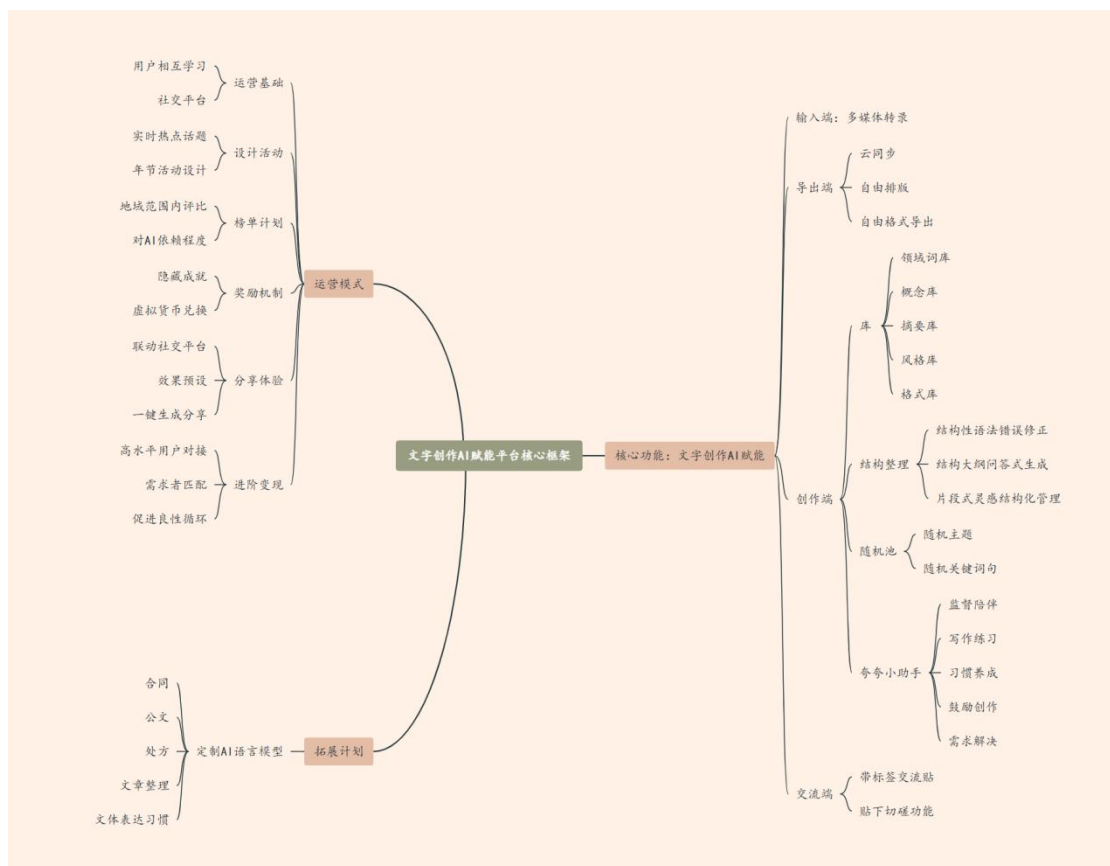 文字创作AI赋能平台核心框架
核心功能：文字创作AI赋能
输入端：多媒体转录
导出端
云同步
自由排版
自由格式导出
创作端
库
领域词库
概念库
摘要库
风格库
格式库
结构整理
结构性语法错误修正
结构大纲问答式生成
片段式灵感结构化管理
随机池
随机主题
随机关键词句
夸夸小助手
监督陪伴
写作练习
习惯养成
鼓励创作
需求解决
交流端
带标签交流贴
贴下切磋功能
运营模式
运营基础
用户相互学习
社交平台
设计活动
实时热点话题
年节活动设计
榜单计划
地域范围内评比
对AI依赖程度
奖励机制
隐藏成就
虚拟货币兑换
分享体验
联动社交平台
效果预设
一键生成分享
进阶变现
高水平用户对接
需求者匹配
促进良性循环
拓展计划
定制AI语言模型
合同
公文
处方
文章整理
文体表达习惯